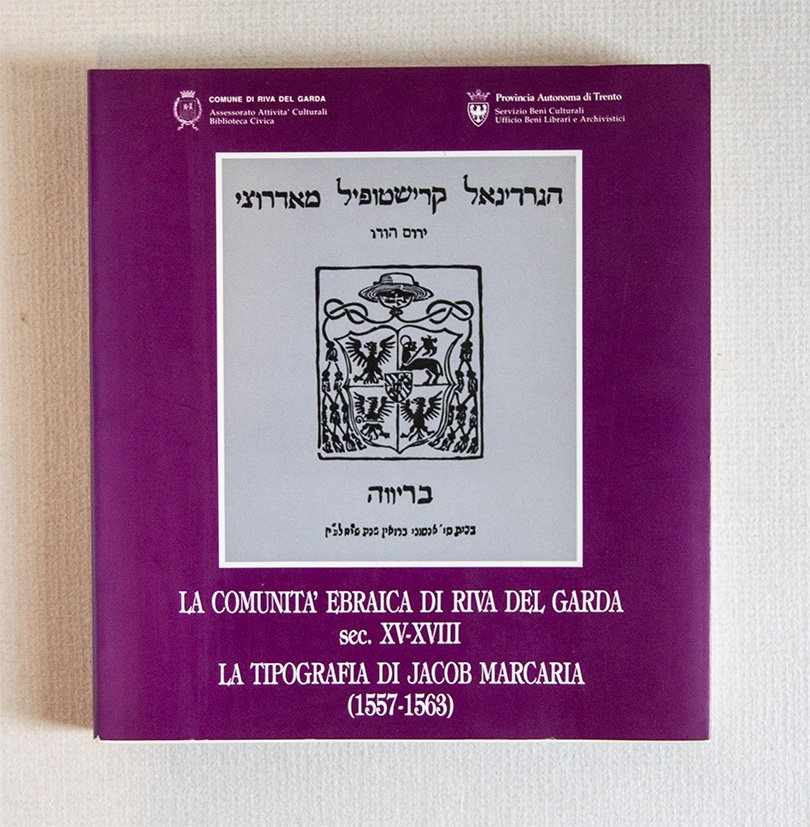 COMUNE DI RIVA DEL GARDA
Assessorato Attivita' Culturali
Biblioteca Civica
Provincia Autonoma di Trento
Servizio Beni Culturali
Ufficio Beni Librari e Archivistici
הגרדינאל קרישטופיל מאדרוצי
ירום הודו
בריווה
LA COMUNITA' EBRAICA DI RIVA DEL GARDA
sec. XV-XVIII
LA TIPOGRAFIA DI JACOB MARCARIA
(1557-1563)